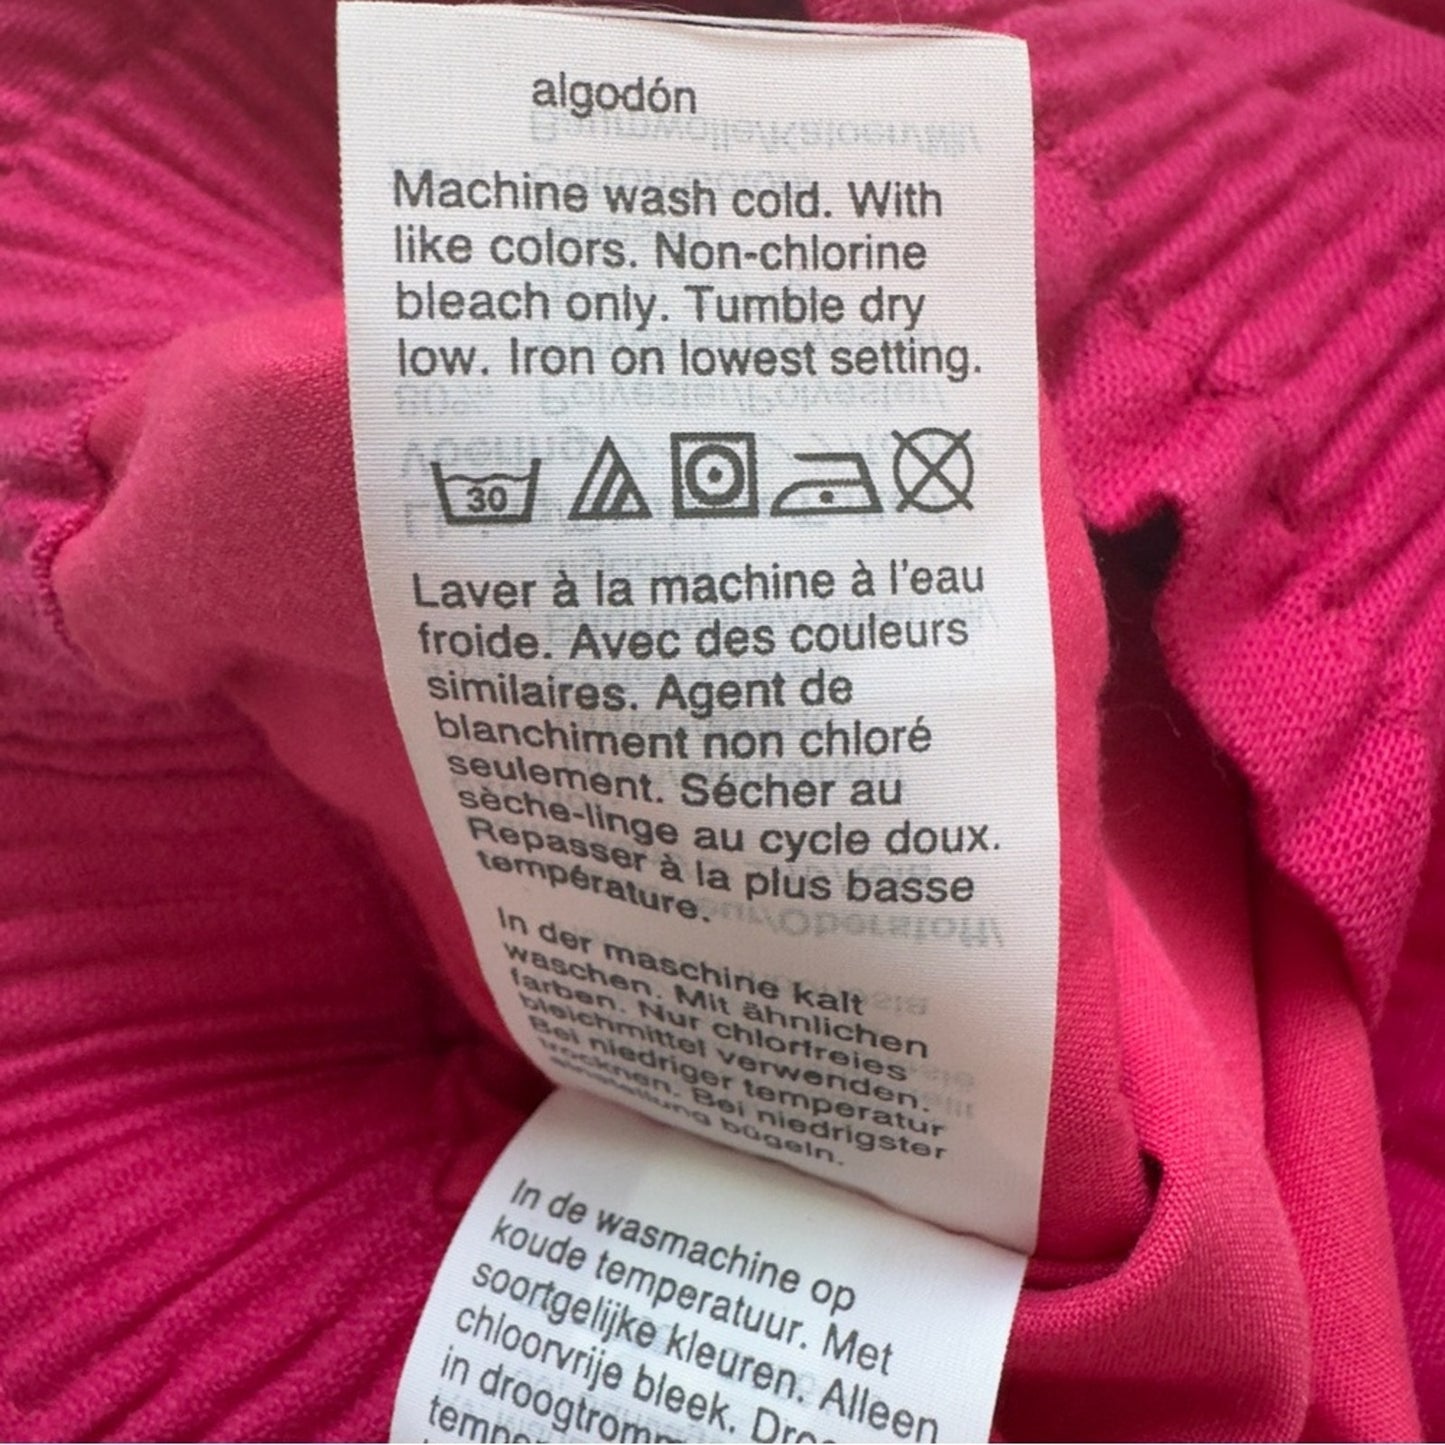 algodón
Machine wash cold. With
like colors. Non-chlorine
bleach only. Tumble dry
low. Iron on lowest setting.
30
Laver à la machine à l'eau
froide. Avec des couleurs
similaires. Agent de
blanchiment non chloré
seulement. Sécher au
sèche-linge au cycle doux.
Repasser à la plus basse
température.
In der maschine kalt
waschen. Mit ähnlichen
farben. Nur chlorfreies
bleichmittel verwenden.
Bei niedriger temperatur
trocknen. Bei niedrigster
bügeln.
In de wasmachine op
koude temperatuur. Met
soortgelijke kleuren. Alleen
chloorvrije bleek.
in